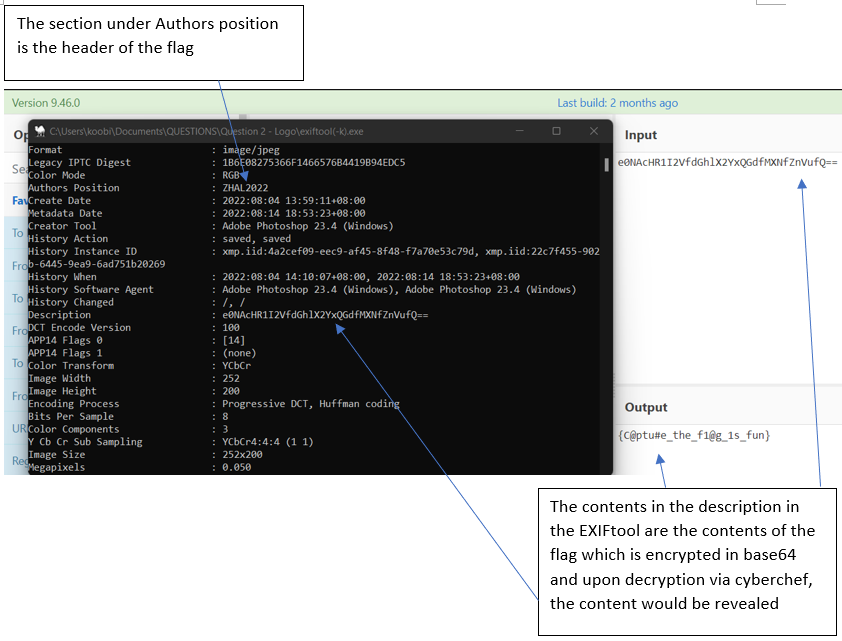 The section under Authors position
is the header of the flag
Version 9.46.0
Last build: 2 months ago
C:\Users\koobi\Documents\QUESTIONS\Question 2 - Logo\exiftool(-k).exe
Op
Input
Format : image/jpeg
Legacy IPTC Digest : 1B6E08275366F1466576B4419B94EDC5
e0NAcHR1I2VfdGhlX2YxQGdfMXNfZnVufQ==
Sea
Color Mode : RGB
Authors Position : ZHAL2022
Fav
Create Date : 2022:08:04 13:59:11+08:00
Metadata Date : 2022:08:14 18:53:23+08:00
Creator Tool : Adobe Photoshop 23.4 (Windows)
To
History Action : saved, saved
History Instance ID : xmp.iid:4a2cef09-eec9-af45-8f48-f7a70e53c79d, xmp.iid:22c7f455-902
Fro
b-6445-9ea9-6ad751b20269
History When : 2022:08:04 14:10:07+08:00, 2022:08:14 18:53:23+08:00
History Software Agent : Adobe Photoshop 23.4 (Windows), Adobe Photoshop 23.4 (Windows)
To
History Changed : /, /
Description : e0NAcHR1I2VfdGhlX2YxQGdfMXNfZnVufQ==
Fro
DCT Encode Version : 100
APP14 Flags 0 : [14]
APP14 Flags 1 : (none)
To
Color Transform : YCbCr
Image Width : 252
Image Height : 200
Fro
Encoding Process : Progressive DCT, Huffman coding
Output
Bits Per Sample : 8
UR
Color Components : 3
Y Cb Cr Sub Sampling : YCbCr4:4:4 (1 1)
{C@ptu#e_the_f1@g_1s_fun}
Image Size : 252x200
Reg
Megapixels : 0.050
The contents in the description in
the EXIFtool are the contents of the
flag which is encrypted in base64
and upon decryption via cyberchef,
the content would be revealed